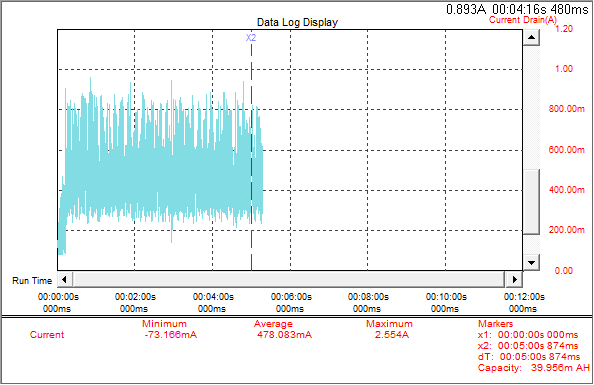 0.893A 00:04:16s 480ms
Data Log Display
Current Drain(A)
X2
1.20
1.00
800.00m
600.00m
400.00m
200.00m
0.00
Run Time
00:00:00s 00:02:00s 00:04:00s 00:06:00s 00:08:00s 00:10:00s 00:12:00s
000ms 000ms 000ms 000ms 000ms 000ms 000ms
Minimum Average Maximum Markers
Current -73.166mA 478.083mA 2.554A x1: 00:00:00s 000ms
x2: 00:05:00s 874ms
dT: 00:05:00s 874ms
Capacity: 39.956m AH